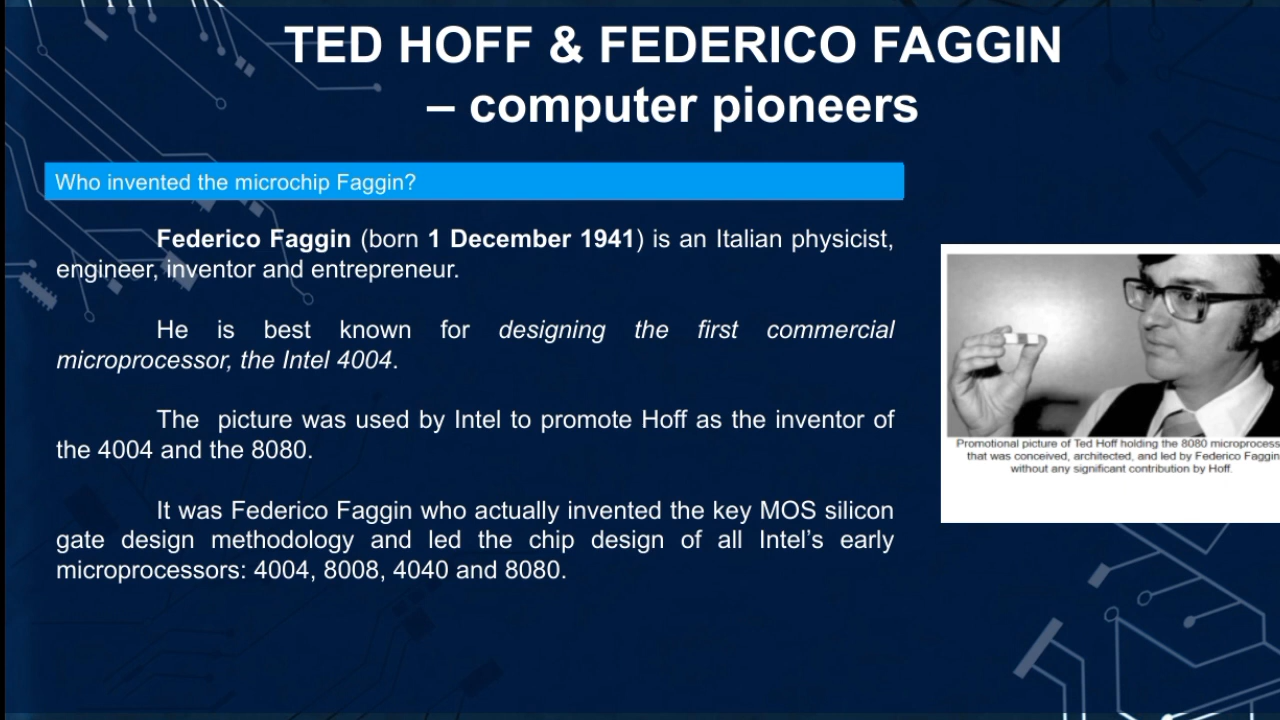 TED HOFF & FEDERICO FAGGIN
– computer pioneers
Who invented the microchip Faggin?
Federico Faggin (born 1 December 1941) is an Italian physicist,
engineer, inventor and entrepreneur.
He is best known for designing the first commercial
microprocessor, the Intel 4004.
The picture was used by Intel to promote Hoff as the inventor of
the 4004 and the 8080.
It was Federico Faggin who actually invented the key MOS silicon
gate design methodology and led the chip design of all Intel’s early
microprocessors: 4004, 8008, 4040 and 8080.
Promotional picture of Ted Hoff holding the 8080 microprocess
that was conceived, architected, and led by Federico Faggin
without any significant contribution by Hoff.